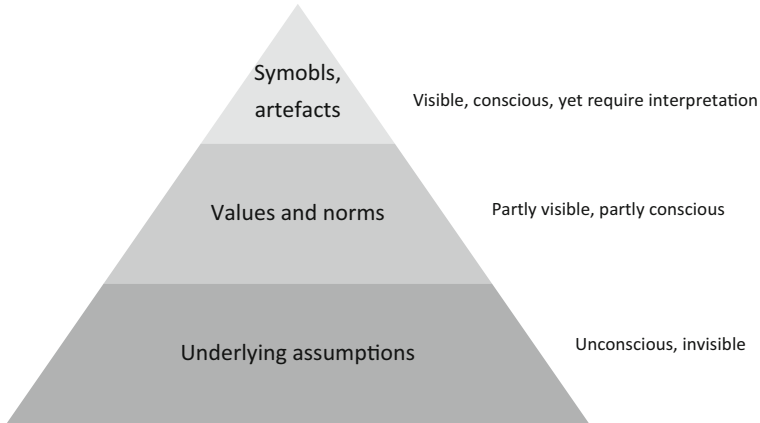 Symobls,
artefacts
Visible, conscious, yet require interpretation
Values and norms
Partly visible, partly conscious
Underlying assumptions
Unconscious, invisible